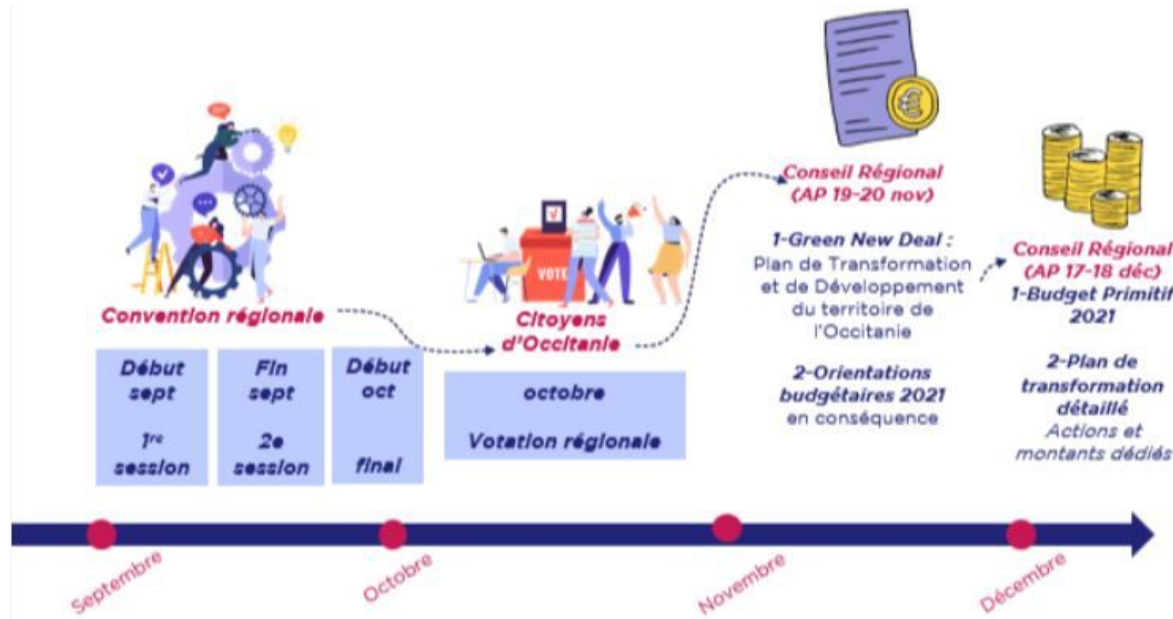 Convention régionale
Début
sept
1re
session
Fin
sept
2e
session
Début
oct
final
VOTE
Citoyens
d'Occitanie
octobre
Votation régionale
Conseil Régional
(AP 19-20 nov)
1-Green New Deal :
Plan de Transformation
et de Développement
du territoire de
l'Occitanie
2-Orientations
budgétaires 2021
en conséquence
Conseil Régional
(AP 17-18 déc)
1-Budget Primitif
2021
2-Plan de
transformation
détaillé
Actions et
montants dédiés
Septembre
Octobre
Novembre
Décembre